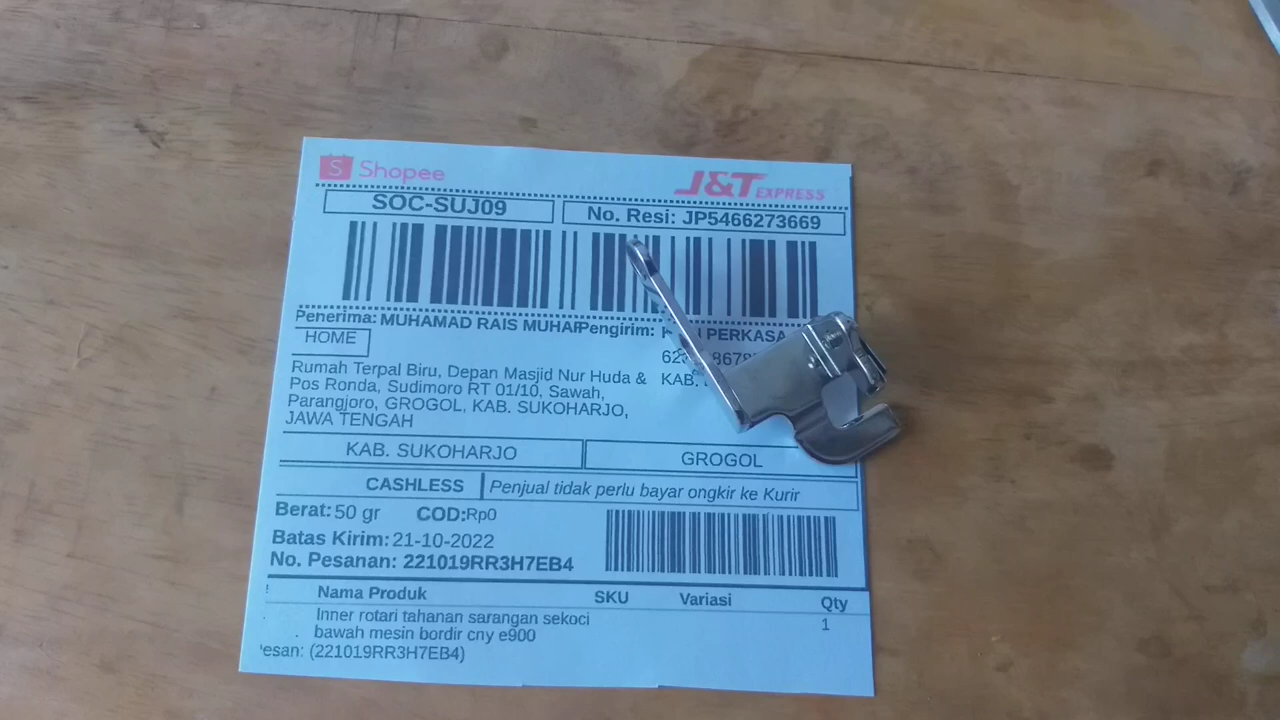 Shopee
J&T EXPRESS
SOC-SUJ09
No. Resi: JP5466273669
Penerima: MUHAMAD RAIS
Pengirim: PERKASA
HOME
Rumah Terpal Biru, Depan Masjid Nur Huda &
Pos Ronda, Sudimoro RT 01/10, Sawah,
Parangjoro, GROGOL, KAB. SUKOHARJO,
JAWA TENGAH
KAB.
KAB. SUKOHARJO
GROGOL
CASHLESS
Penjual tidak perlu bayar ongkir ke Kurir
Berat: 50 gr
COD:Rp0
Batas Kirim: 21-10-2022
No. Pesanan: 221019RR3H7EB4
Nama Produk SKU Variasi Qty
Inner rotari tahanan sarangan sekoci 1
bawah mesin bordir cny e900
esan: (221019RR3H7EB4)